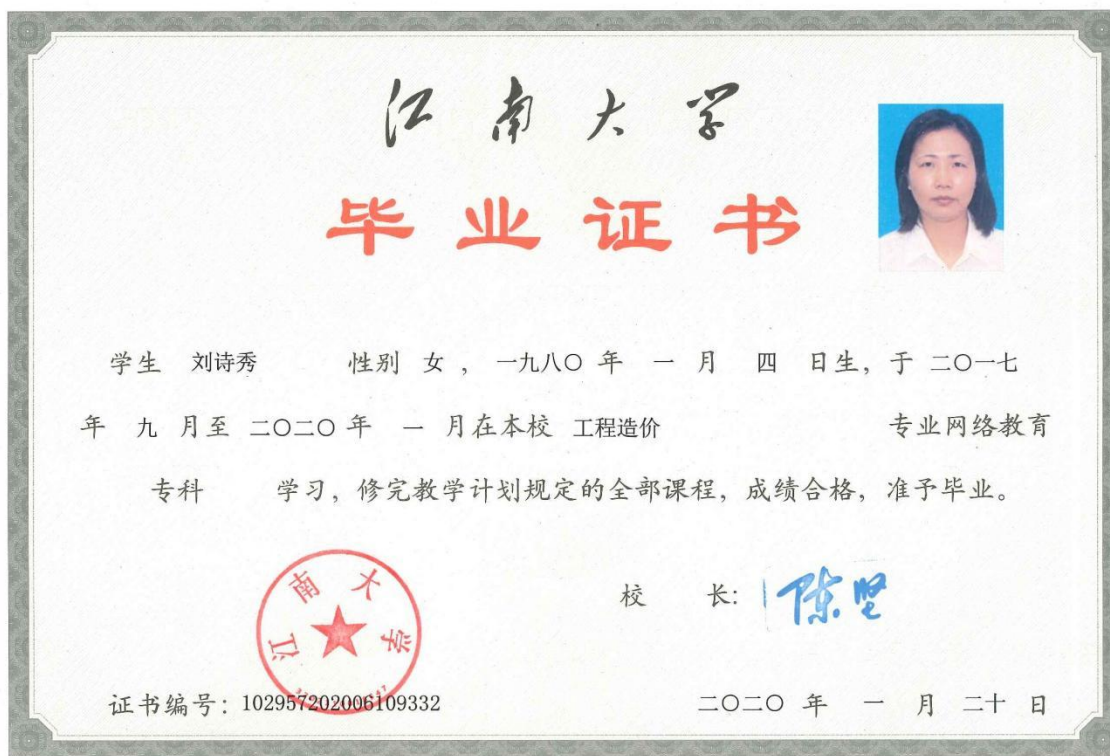 江南大学
毕业证书
学生 刘诗秀 性别 女 ， 一九八〇 年 一 月 四 日生，于 二〇一七
年 九 月至 二〇二〇 年 一 月在本校 工程造价 专业网络教育
专科 学习，修完教学计划规定的全部课程，成绩合格，准予毕业。
江南大学
校 长: 陈坚
证书编号：102957202006109332
二〇二〇 年 一 月 二十 日